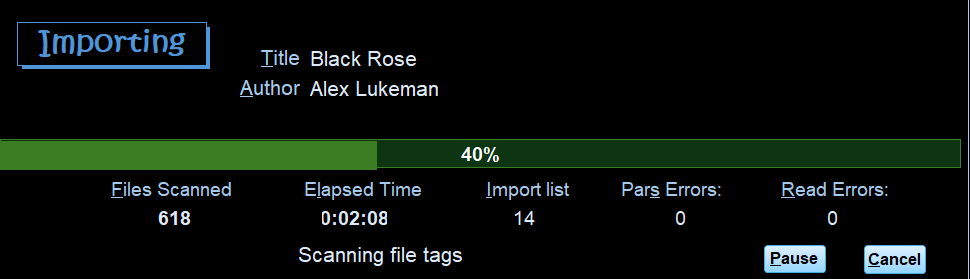 Importing
Title Black Rose
Author Alex Lukeman
40%
Files Scanned Elapsed Time Import list Pars Errors: Read Errors:
618 0:02:08 14 0 0
Scanning file tags Pause Cancel